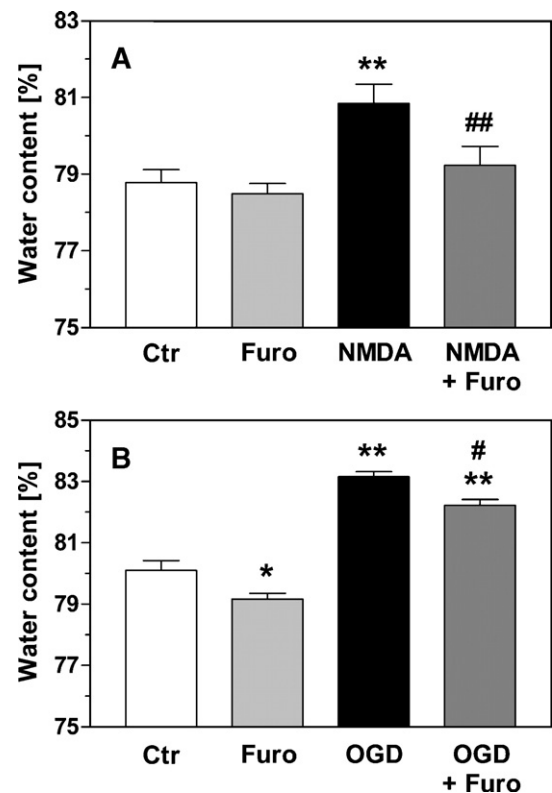 83
81
79
77
75
Water content [%]
A
**
##
Ctr Furo NMDA NMDA
+ Furo
85
83
81
79
77
75
Water content [%]
B
*
**
#
**
Ctr Furo OGD OGD
+ Furo